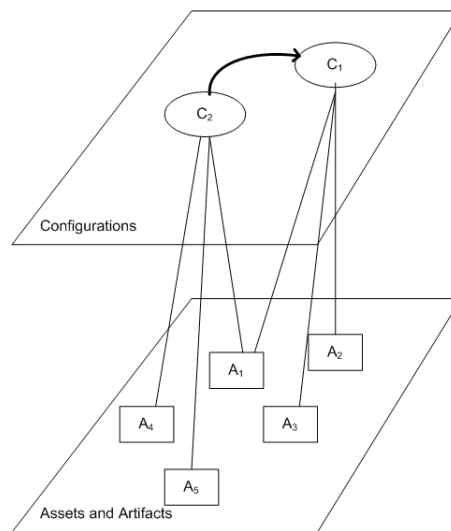 C₁
C₂
Configurations
A₂
A₁
A₄
A₃
A₅
Assets and Artifacts